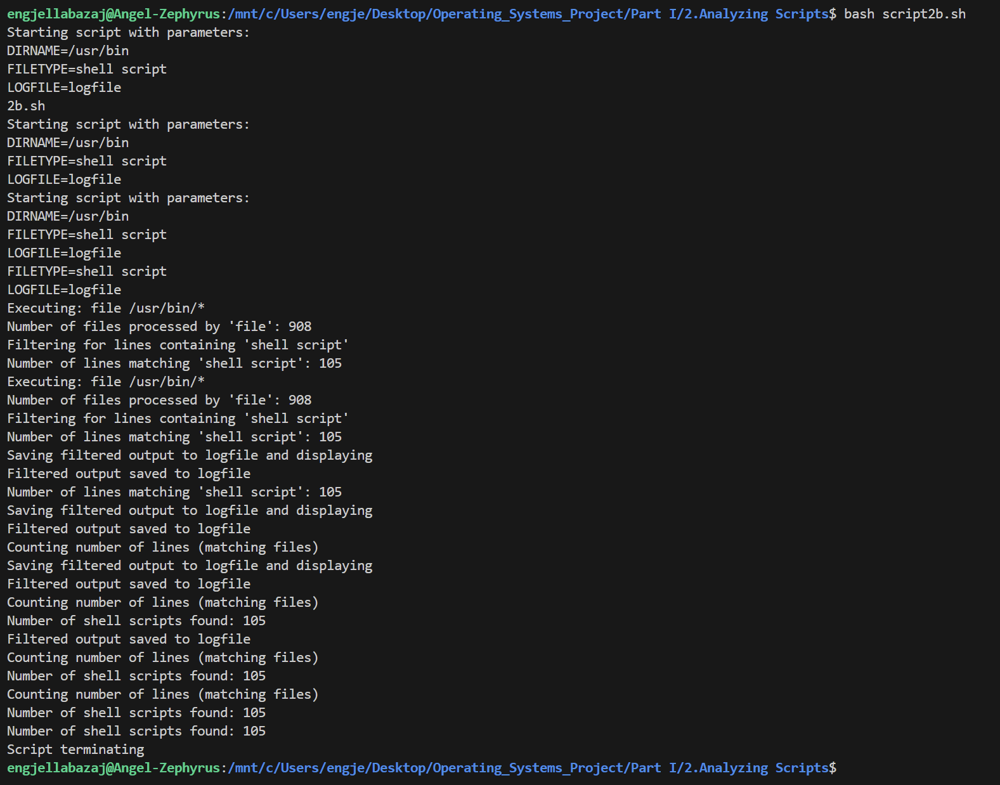 engjellabazaj@Angel-Zephyrus:/mnt/c/Users/engje/Desktop/Operating_Systems_Project/Part I/2.Analyzing Scripts$ bash script2b.sh
Starting script with parameters:
DIRNAME=/usr/bin
FILETYPE=shell script
LOGFILE=logfile
2b.sh
Starting script with parameters:
DIRNAME=/usr/bin
FILETYPE=shell script
LOGFILE=logfile
Starting script with parameters:
DIRNAME=/usr/bin
FILETYPE=shell script
LOGFILE=logfile
FILETYPE=shell script
LOGFILE=logfile
Executing: file /usr/bin/*
Number of files processed by 'file': 908
Filtering for lines containing 'shell script'
Number of lines matching 'shell script': 105
Executing: file /usr/bin/*
Number of files processed by 'file': 908
Filtering for lines containing 'shell script'
Number of lines matching 'shell script': 105
Saving filtered output to logfile and displaying
Filtered output saved to logfile
Number of lines matching 'shell script': 105
Saving filtered output to logfile and displaying
Filtered output saved to logfile
Counting number of lines (matching files)
Saving filtered output to logfile and displaying
Filtered output saved to logfile
Counting number of lines (matching files)
Number of shell scripts found: 105
Filtered output saved to logfile
Counting number of lines (matching files)
Number of shell scripts found: 105
Counting number of lines (matching files)
Number of shell scripts found: 105
Number of shell scripts found: 105
Script terminating
engjellabazaj@Angel-Zephyrus:/mnt/c/Users/engje/Desktop/Operating_Systems_Project/Part I/2.Analyzing Scripts$